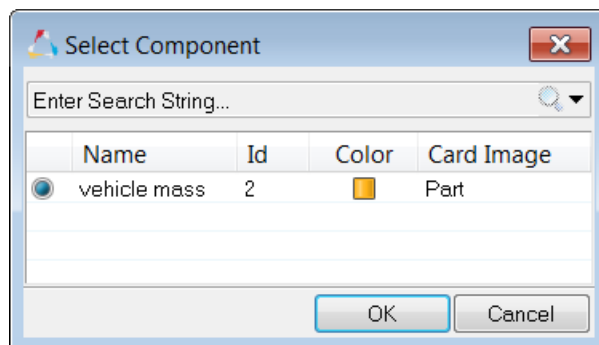 Select Component
Enter Search String...
Name Id Color Card Image
vehicle mass 2 Part
OK Cancel